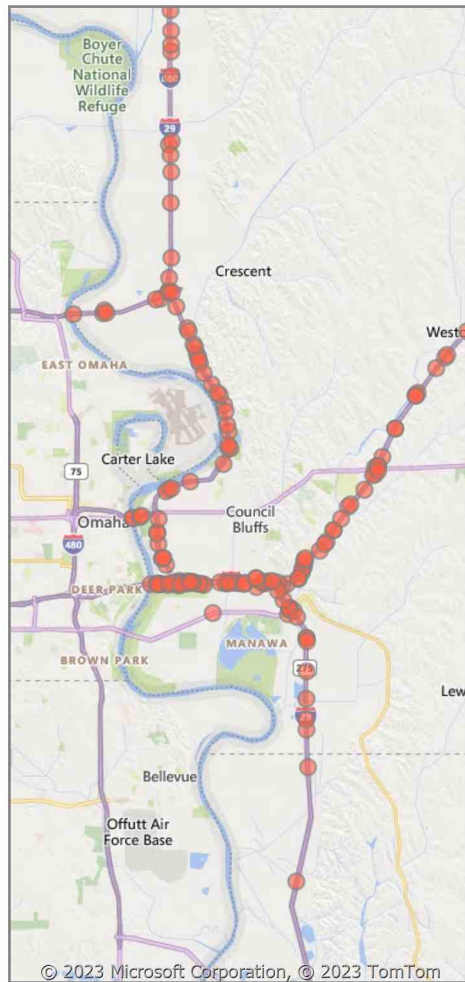 Boyer
Chute
National
Wildlife
Refuge
29
Crescent
Westo
EAST OMAHA
Carter Lake
75
Omaha
Council
Bluffs
480
DEER PARK
MANAWA
BROWN PARK
275
Lew
29
Bellevue
Offutt Air
Force Base
© 2023 Microsoft Corporation, © 2023 TomTom